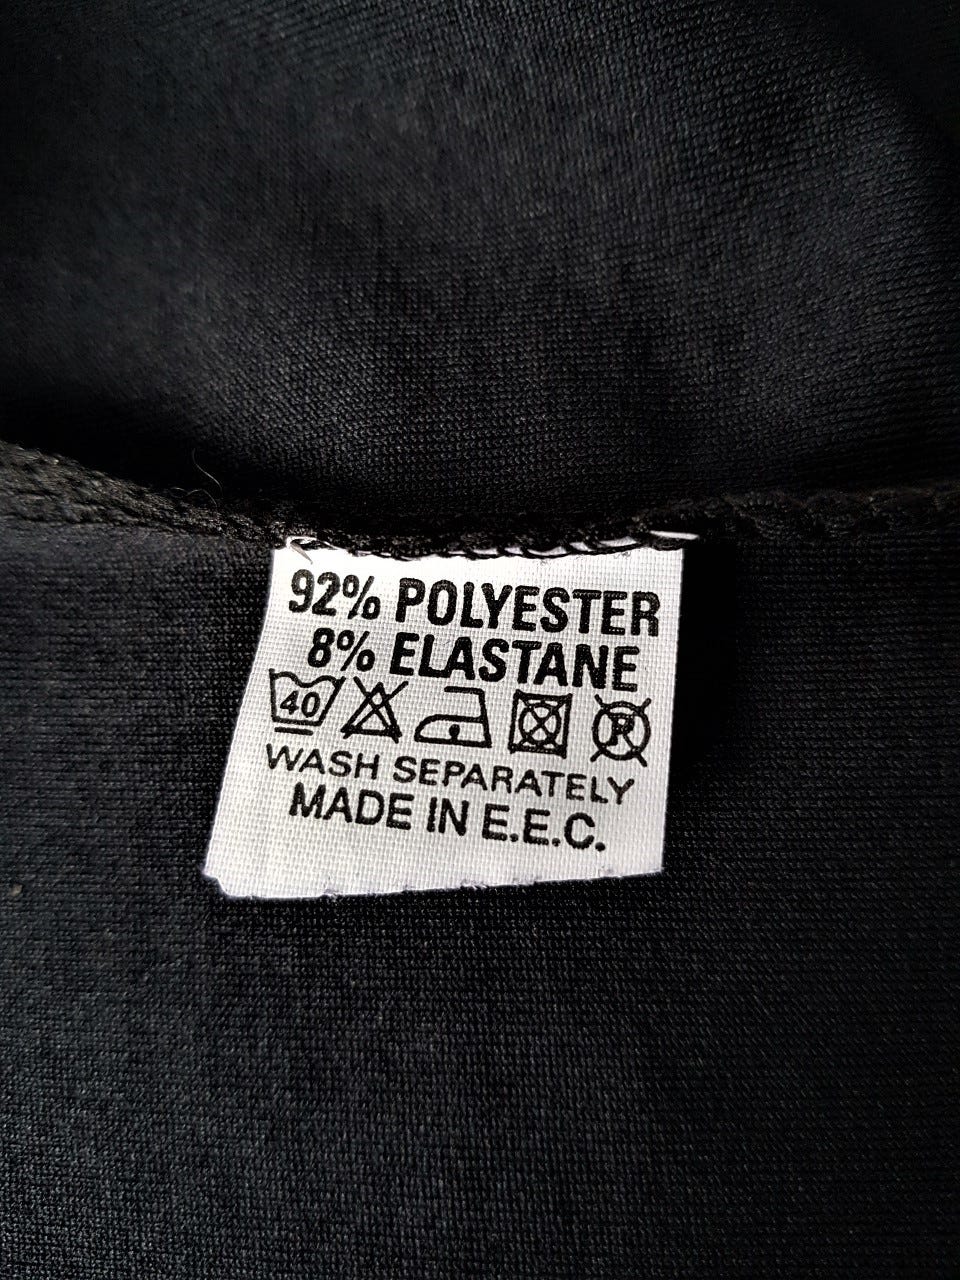 92% POLYESTER
8% ELASTANE
40 P
WASH SEPARATELY
MADE IN E.E.C.